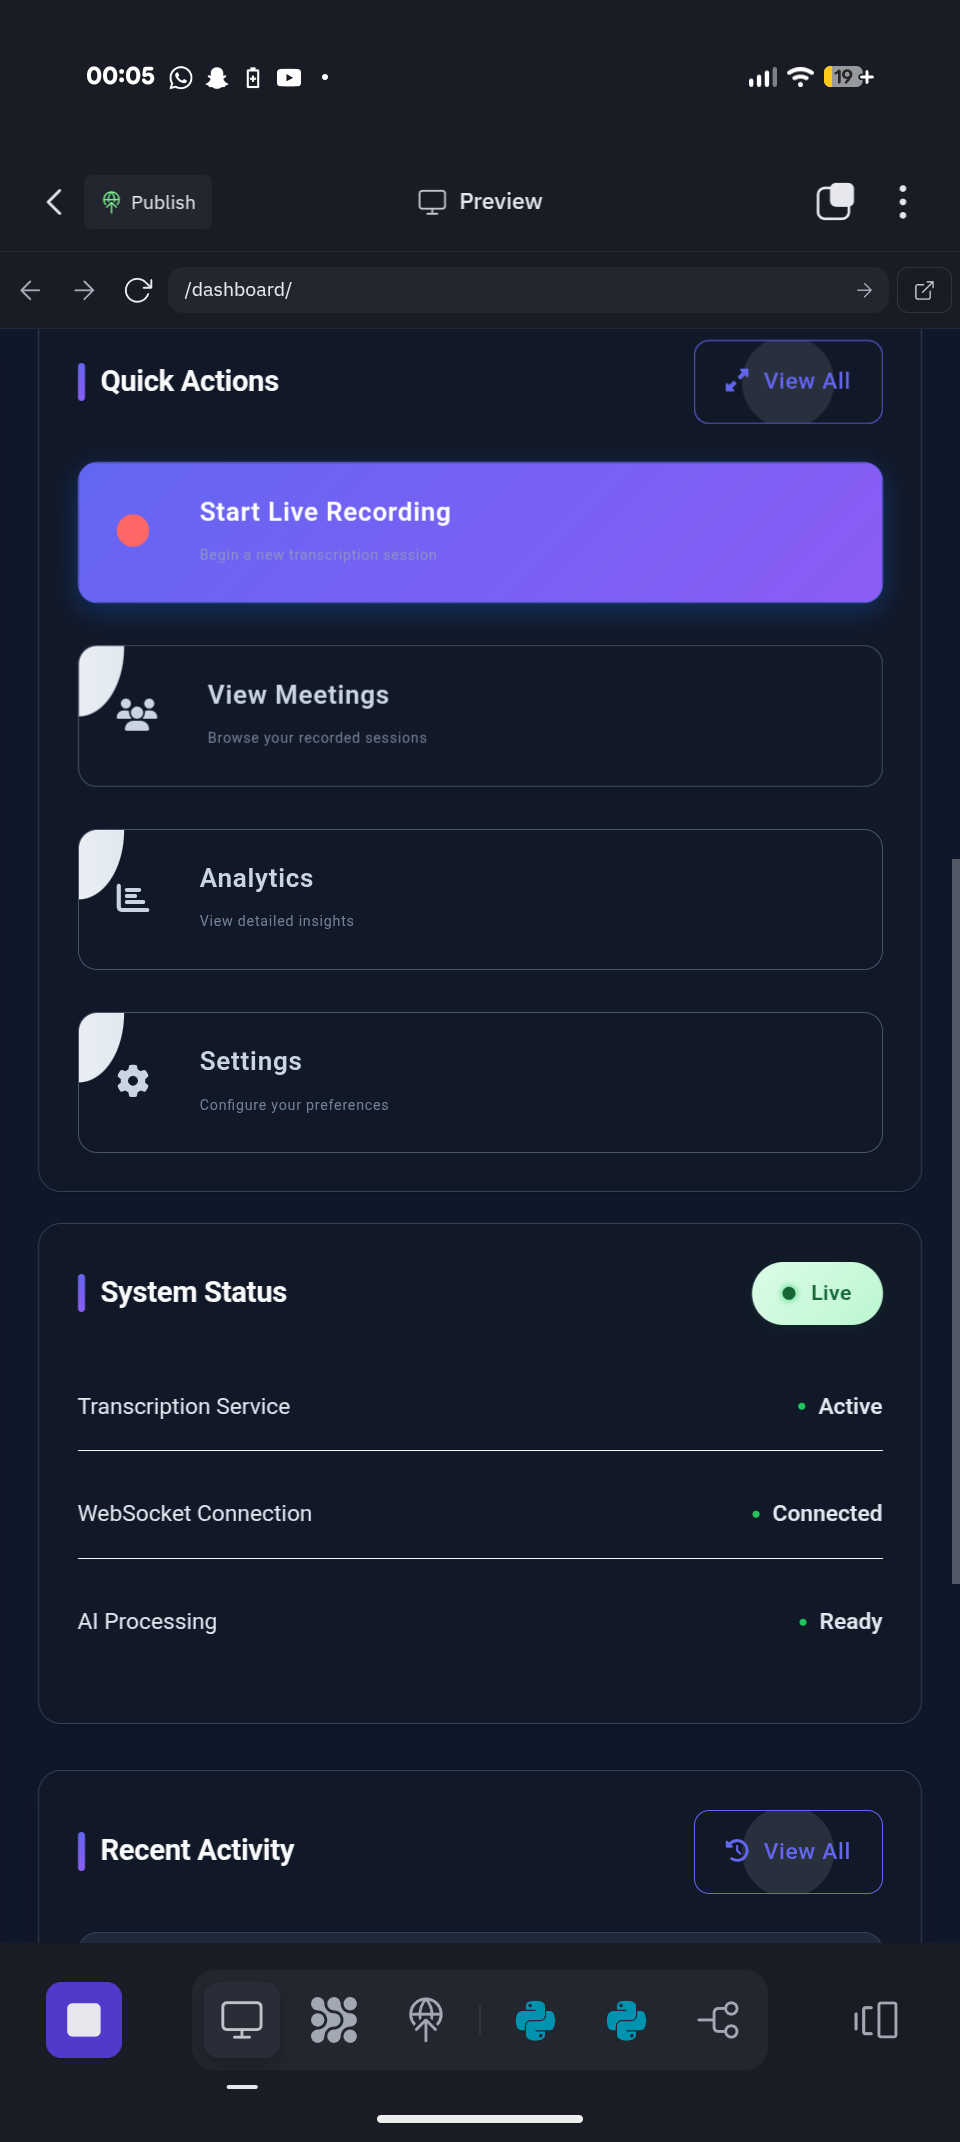 00:05
19
Publish
Preview
/dashboard/
Quick Actions
View All
Start Live Recording
Begin a new transcription session
View Meetings
Browse your recorded sessions
Analytics
View detailed insights
Settings
Configure your preferences
System Status
Live
Transcription Service
Active
WebSocket Connection
Connected
AI Processing
Ready
Recent Activity
View All